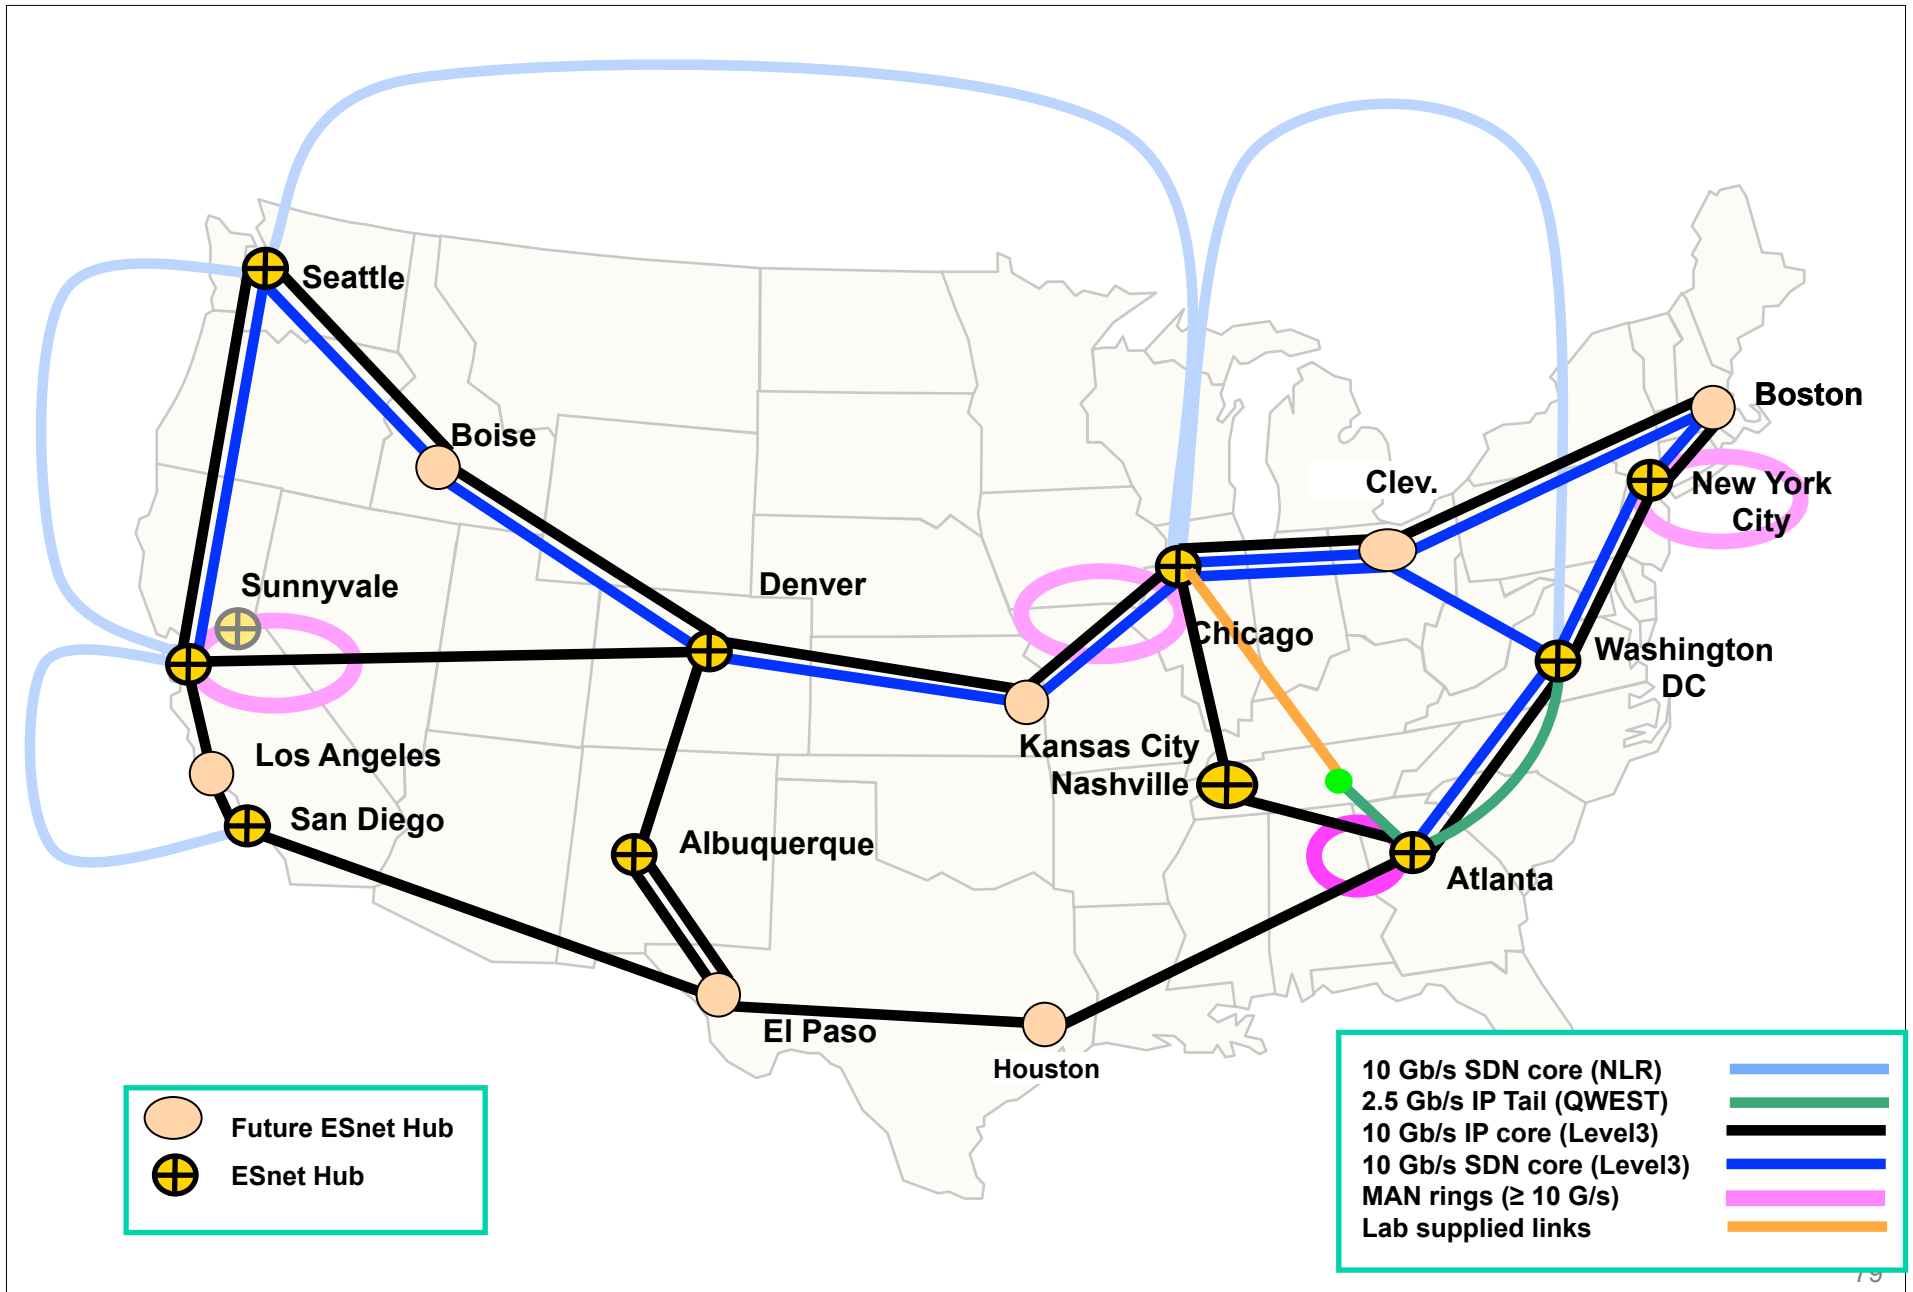 Seattle
Boise
Boston
Clev.
New York
City
Sunnyvale
Denver
Chicago
Washington
DC
Los Angeles
Kansas City
Nashville
San Diego
Albuquerque
Atlanta
El Paso
Houston
Future ESnet Hub
ESnet Hub
10 Gb/s SDN core (NLR)
2.5 Gb/s IP Tail (QWEST)
10 Gb/s IP core (Level3)
10 Gb/s SDN core (Level3)
MAN rings (≥ 10 G/s)
Lab supplied links
79